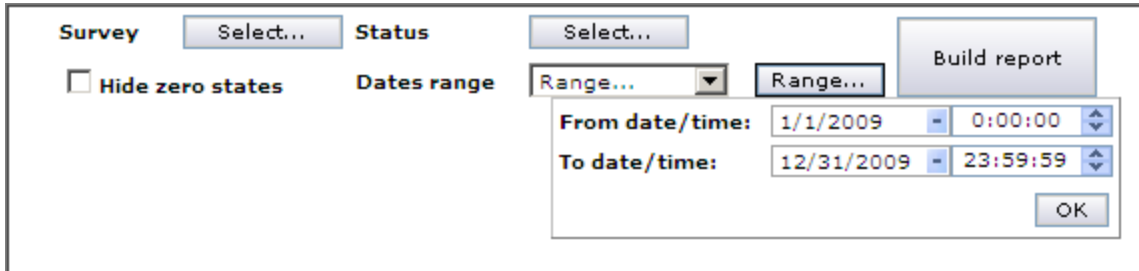 Survey Select... Status Select... Build report
Hide zero states Dates range Range... Range...
From date/time: 1/1/2009 0:00:00
To date/time: 12/31/2009 23:59:59
OK